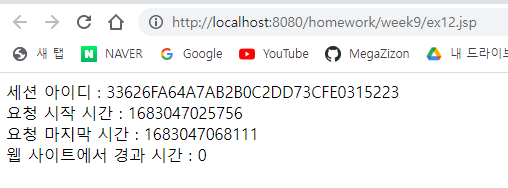 http://localhost:8080/homework/week9/ex12.jsp
새 탭 NAVER Google YouTube MegaZizon 내 드라이브
세션 아이디 : 33626FA64A7AB2B0C2DD73CFE0315223
요청 시작 시간 : 1683047025756
요청 마지막 시간 : 1683047068111
웹 사이트에서 경과 시간 : 0